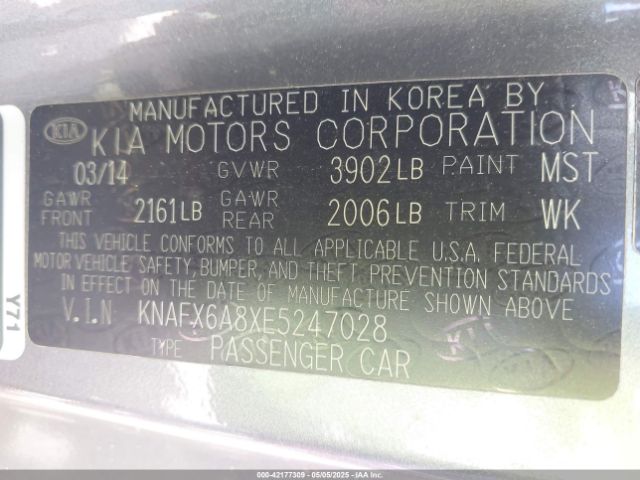 MANUFACTURED IN KOREA BY
KIA KIA MOTORS CORPORATION
03/14 GVWR 3902LB PAINT MST
GAWR FRONT 2161LB GAWR REAR 2006LB TRIM WK
THIS VEHICLE CONFORMS TO ALL APPLICABLE U.S.A. FEDERAL
MOTOR VEHICLE SAFETY, BUMPER, AND THEFT PREVENTION STANDARDS
IN EFFECT ON THE DATE OF MANUFACTURE SHOWN ABOVE
V.I.N KNAFX6A8XE5247028
TYPE PASSENGER CAR
Y71
000-42177309 - 05/05/2025 - IAA Inc.